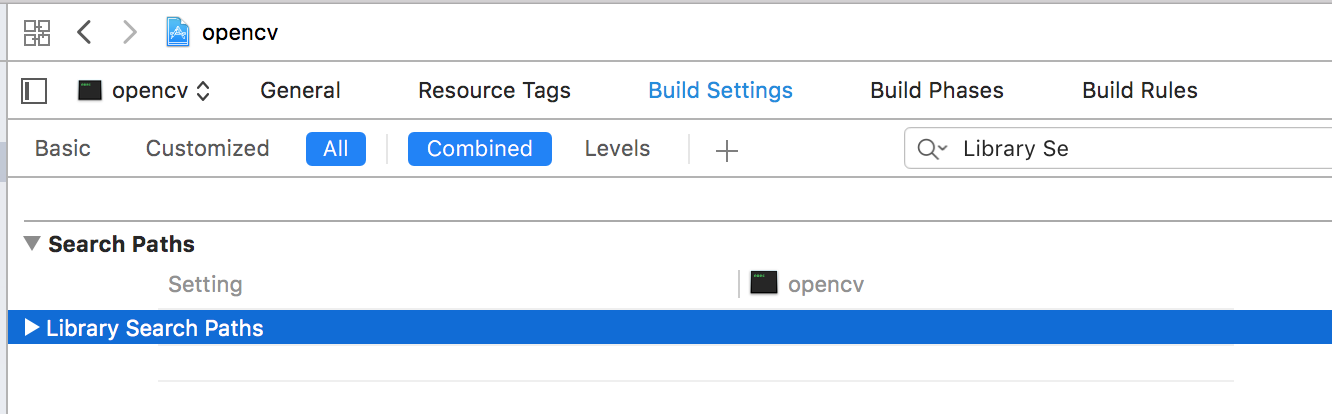 opencv
opencv General Resource Tags Build Settings Build Phases Build Rules
Basic Customized All Combined Levels Library Se
Search Paths
Setting opencv
Library Search Paths